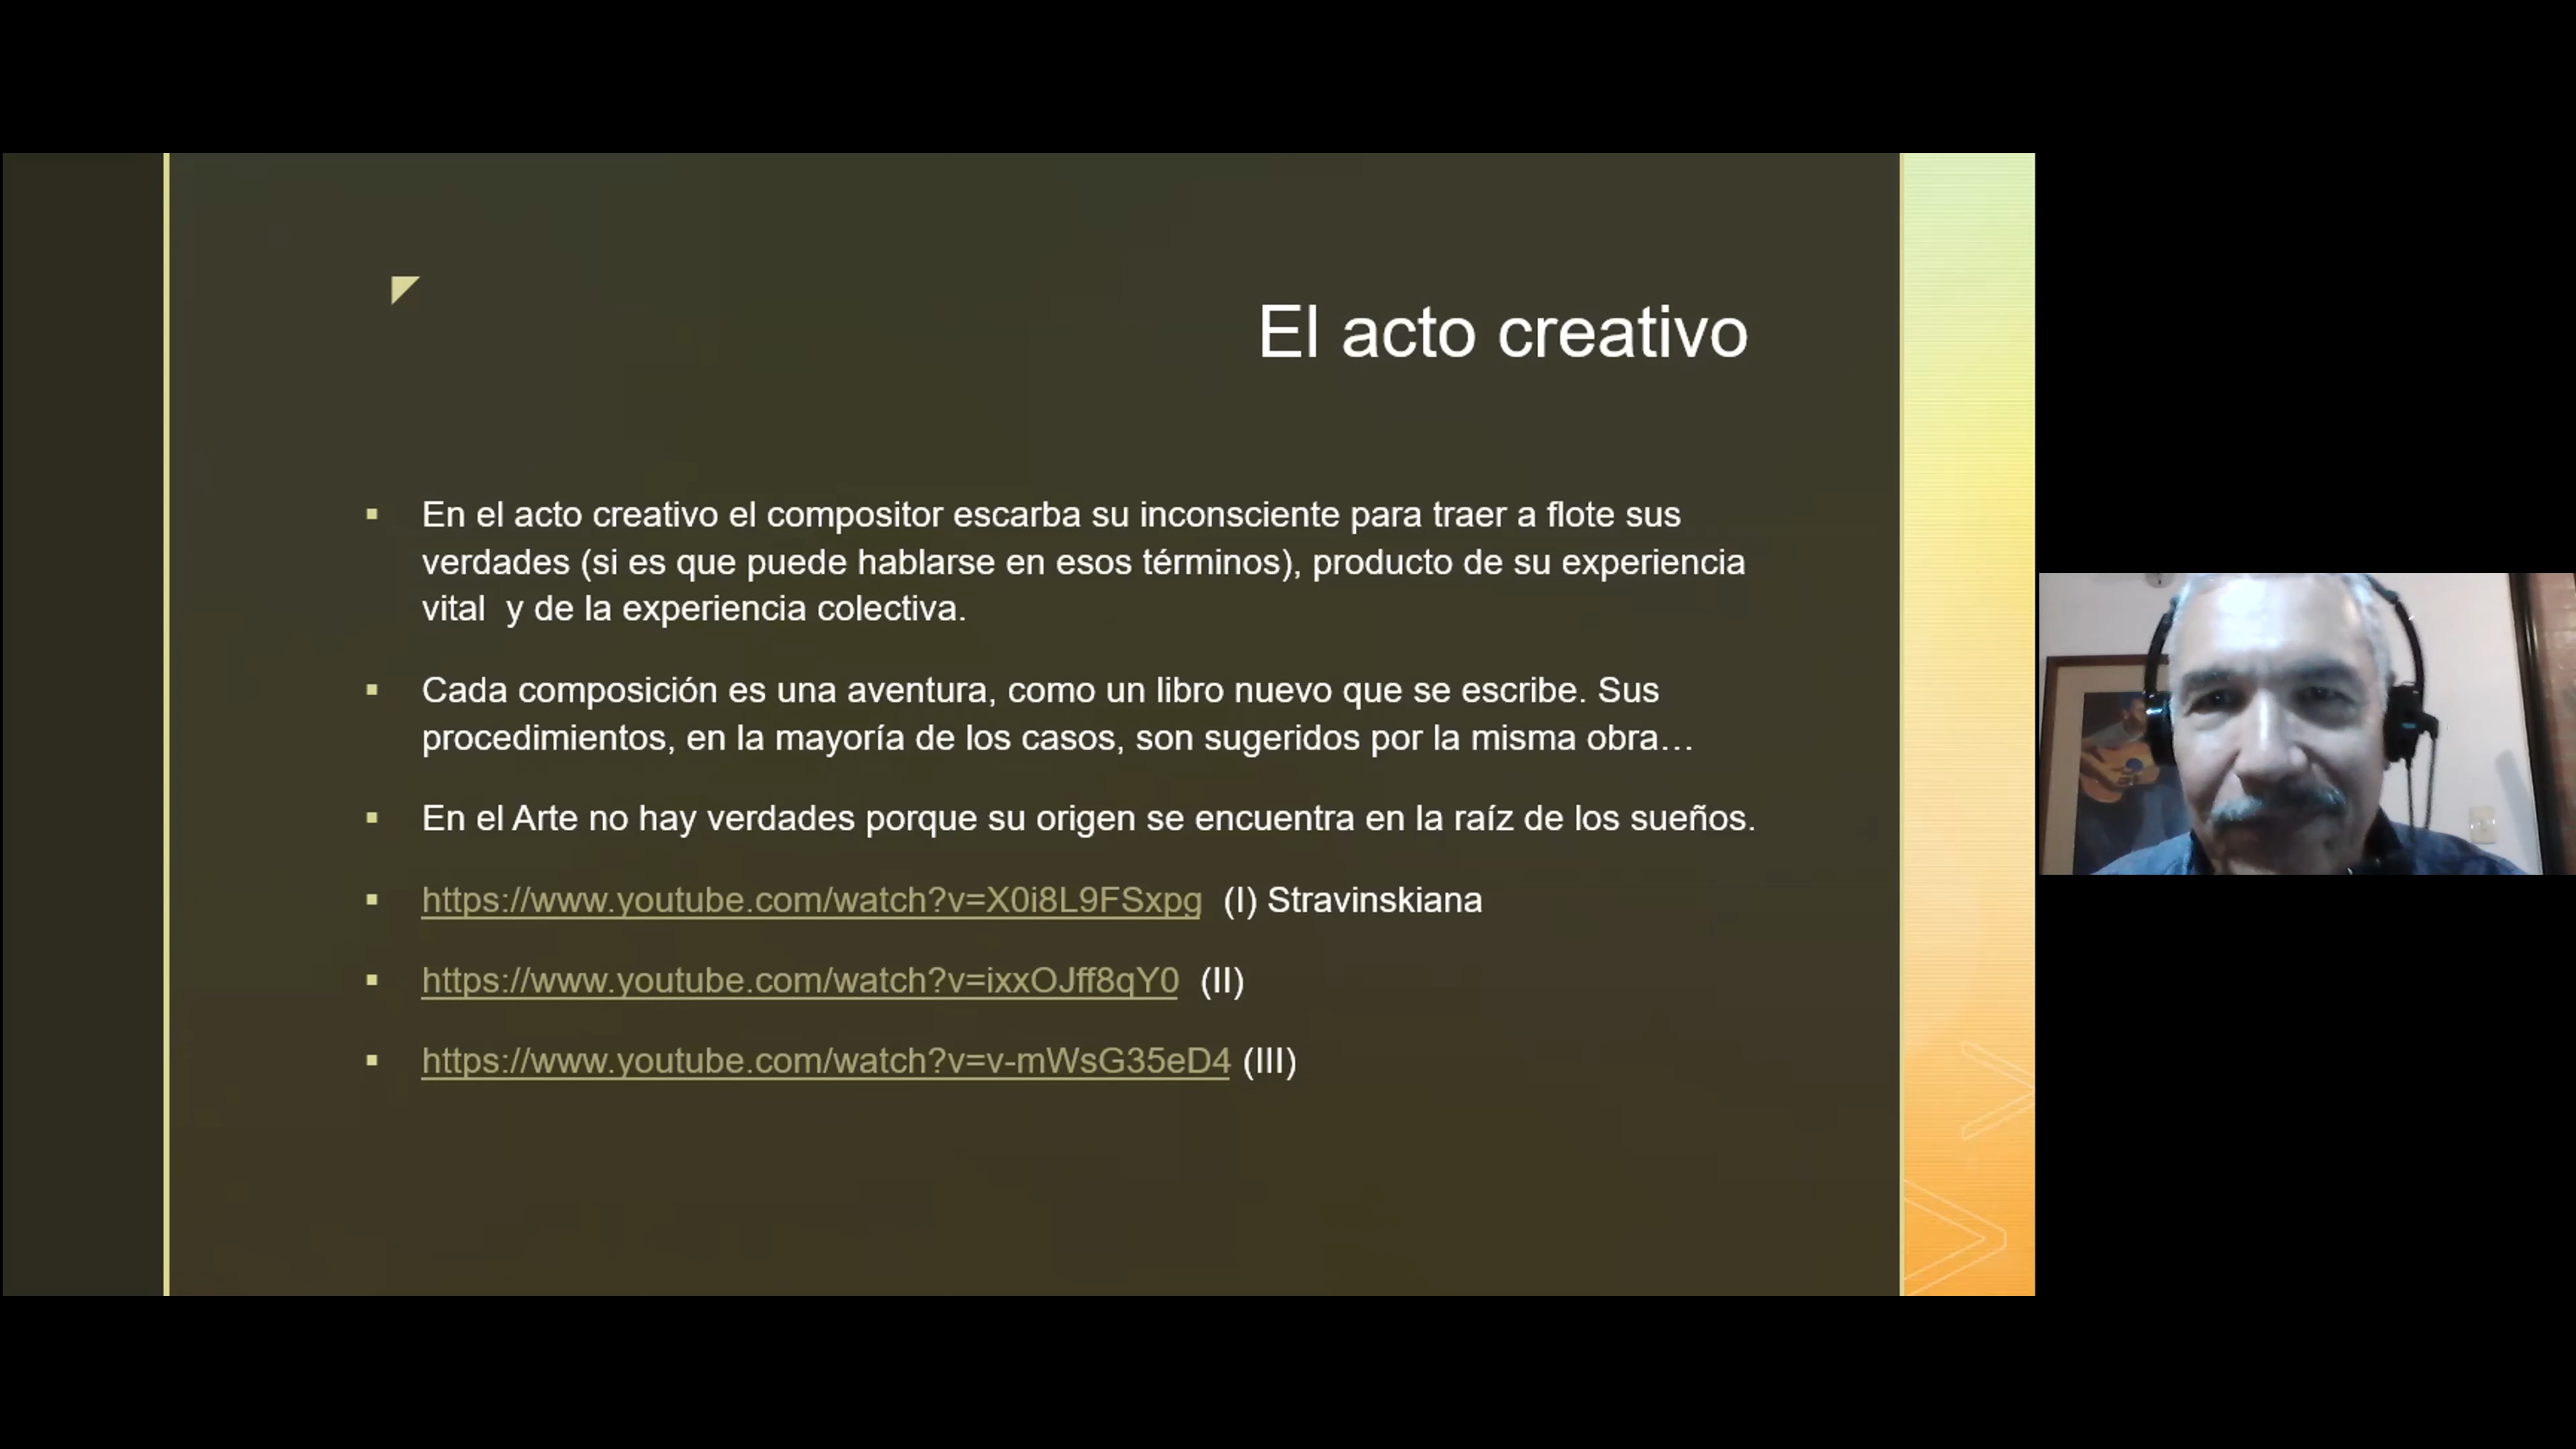 El acto creativo
En el acto creativo el compositor escarba su inconsciente para traer a flote sus
verdades (si es que puede hablarse en esos términos), producto de su experiencia
vital  y de la experiencia colectiva.
Cada composición es una aventura, como un libro nuevo que se escribe. Sus
procedimientos, en la mayoría de los casos, son sugeridos por la misma obra…
En el Arte no hay verdades porque su origen se encuentra en la raíz de los sueños.
https://www.youtube.com/watch?v=X0i8L9FSxpg  (I) Stravinskiana
https://www.youtube.com/watch?v=ixxOJff8qY0  (II)
https://www.youtube.com/watch?v=v-mWsG35eD4 (III)